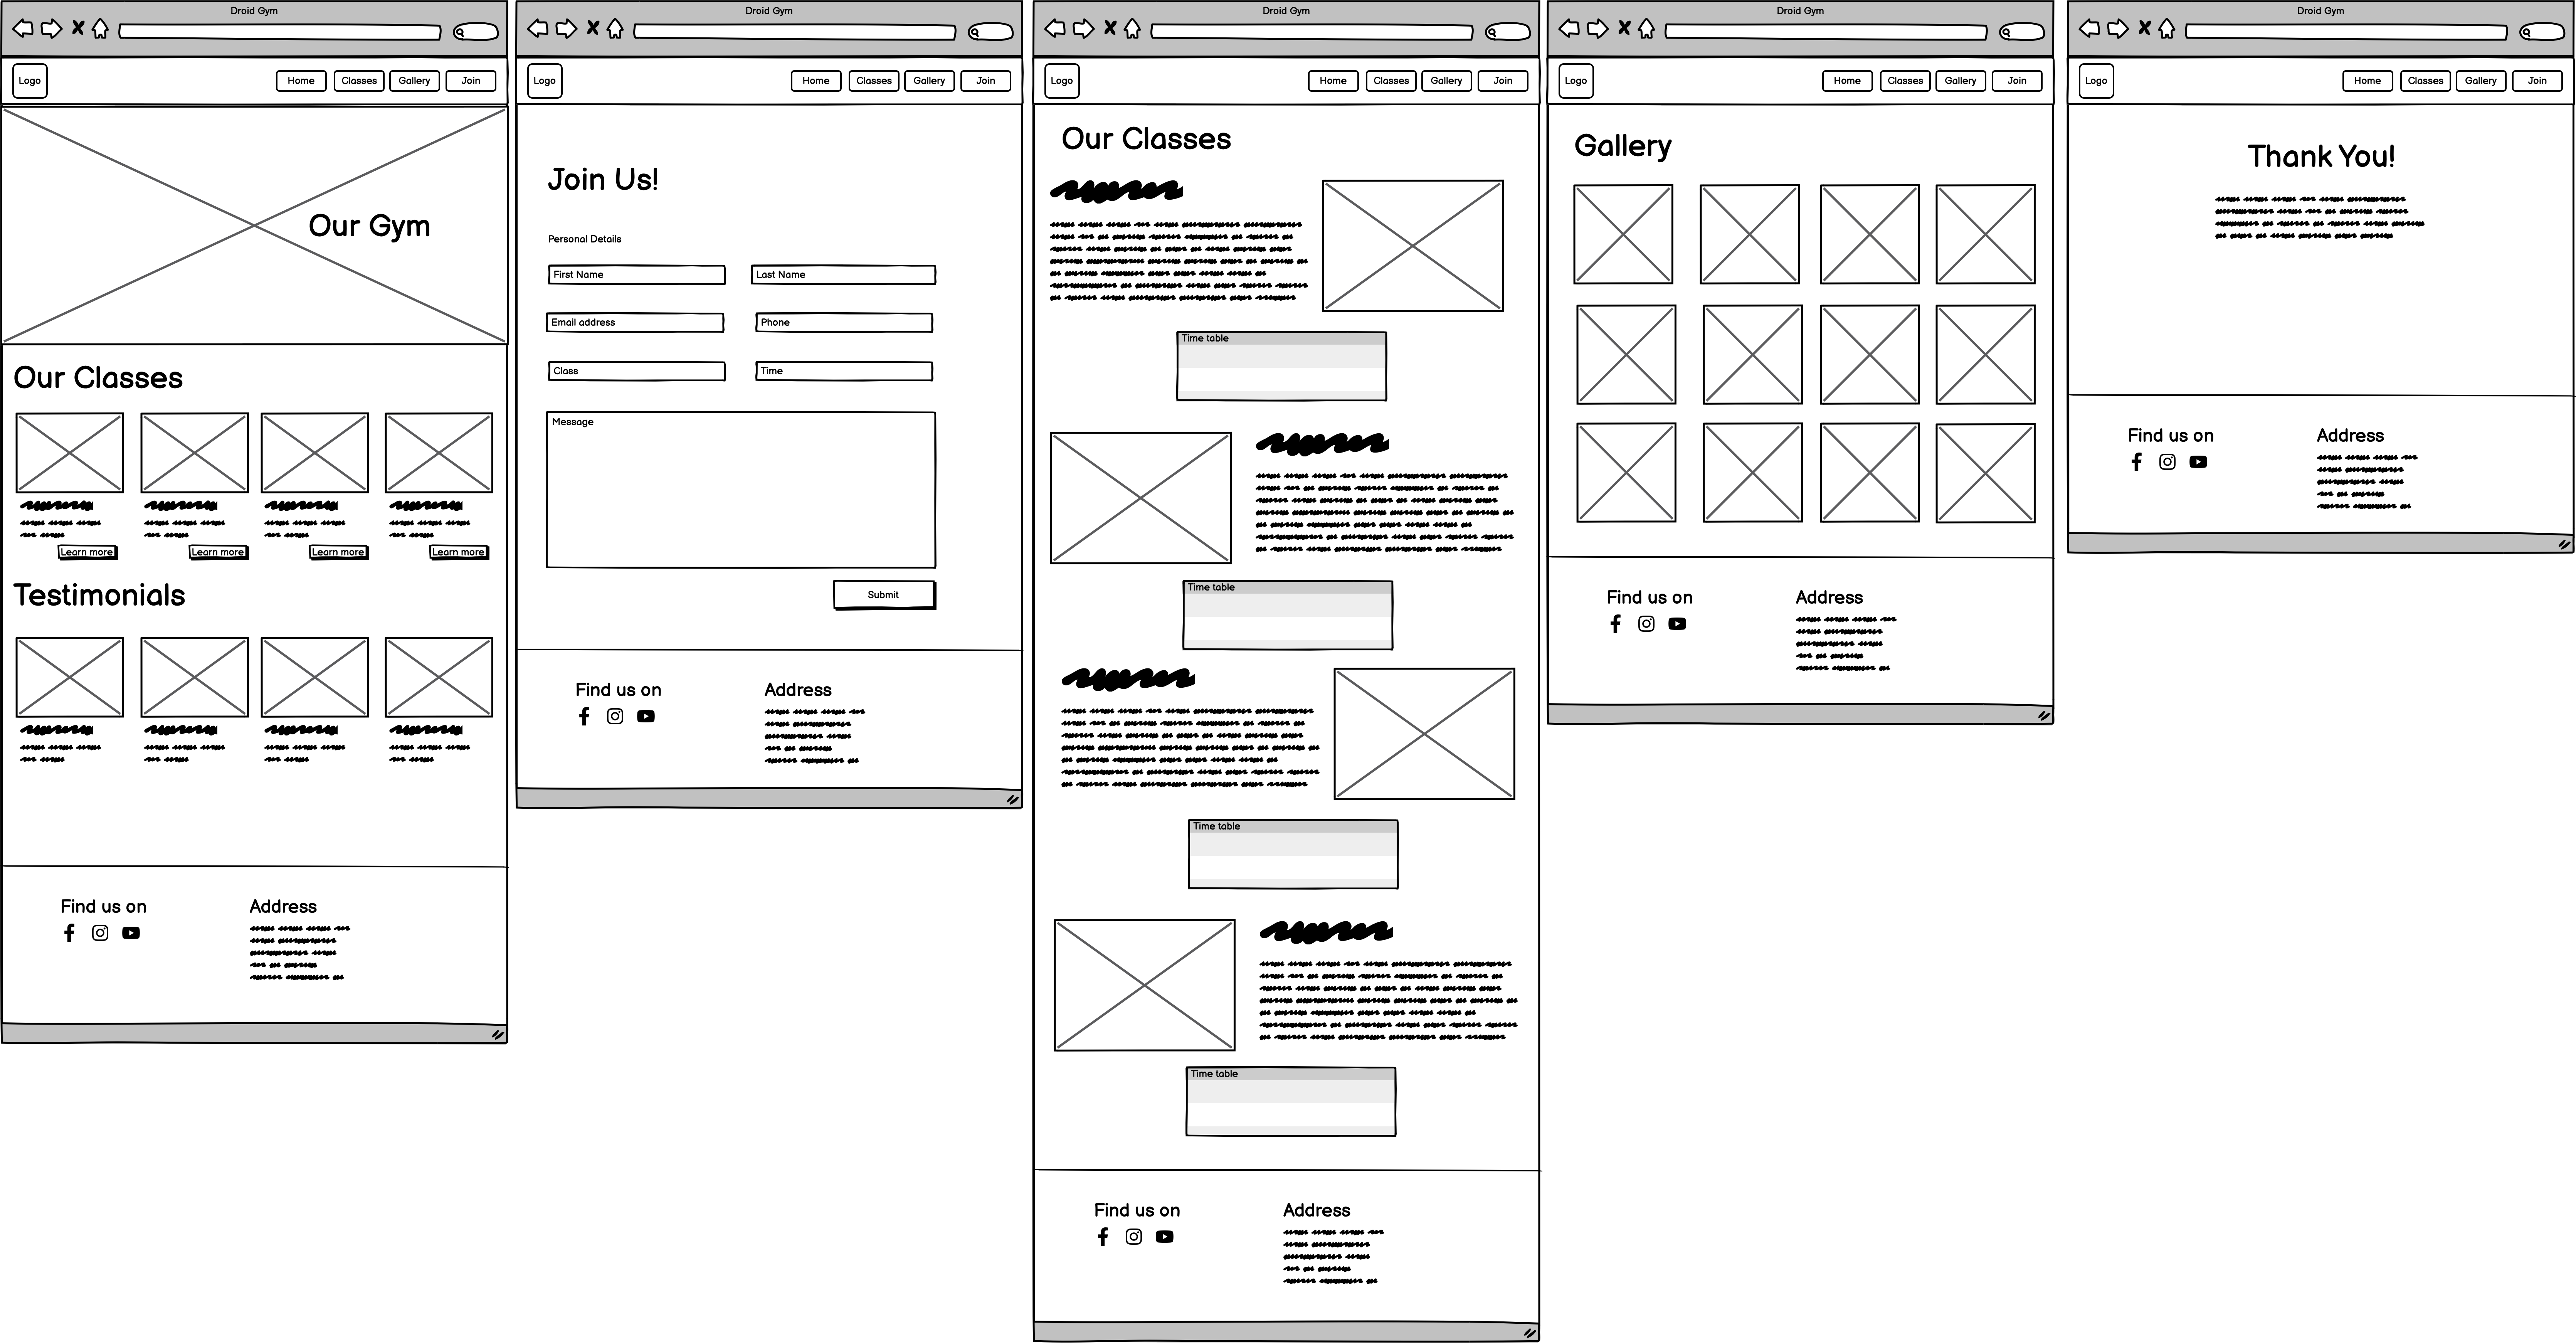 Droid Gym
Logo
Home Classes Gallery Join
Our Gym
Our Classes
Learn more Learn more Learn more Learn more
Testimonials
Find us on Address
Droid Gym
Logo
Home Classes Gallery Join
Join Us!
Personal Details
First Name Last Name
Email address Phone
Class Time
Message
Submit
Find us on Address
Droid Gym
Logo
Home Classes Gallery Join
Our Classes
Time table
Time table
Time table
Time table
Find us on Address
Droid Gym
Logo
Home Classes Gallery Join
Gallery
Find us on Address
Droid Gym
Logo
Home Classes Gallery Join
Thank You!
Find us on Address